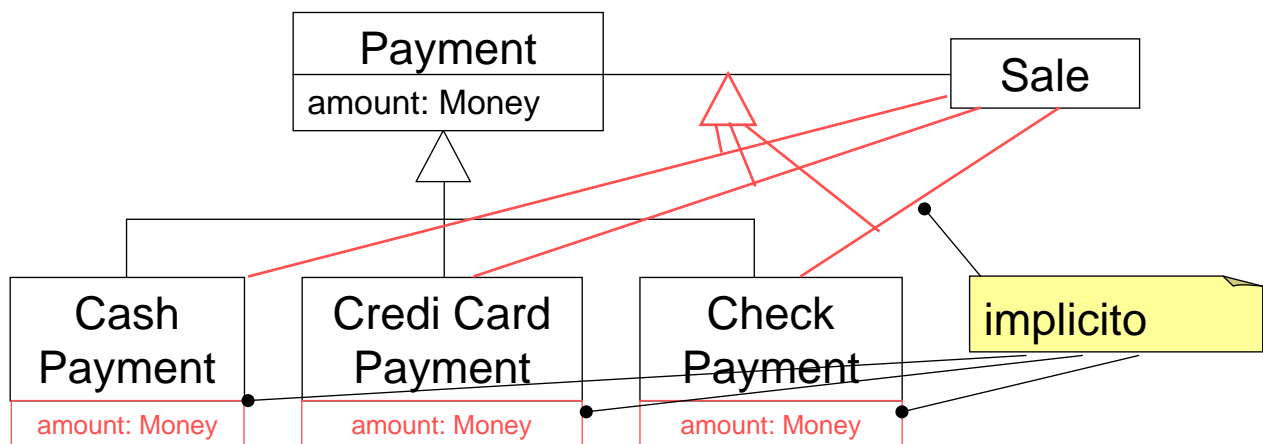 Payment
amount: Money
Sale
Cash
Payment
amount: Money
Credi Card
Payment
amount: Money
Check
Payment
amount: Money
implicito